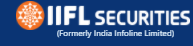 IIFL SECURITIES
(Formerly India Infoline Limited)